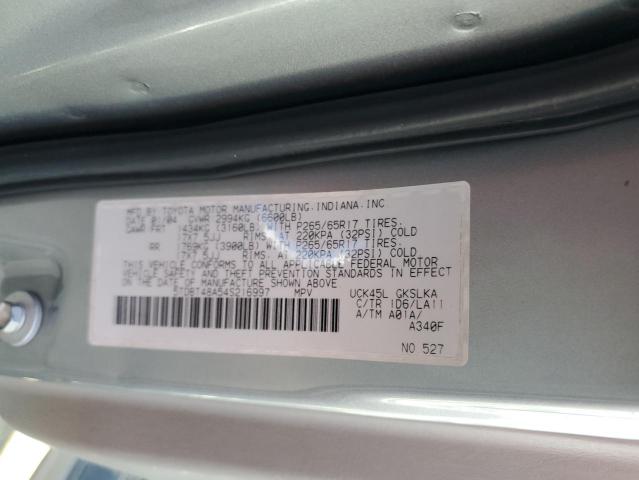 MFD BY TOYOTA MOTOR MANUFACTURING.INDIANA.INC
DATE 01/04 GVWR 2994KG (6600LB)
GAWR FRT 1434KG (3160LB) WITH P265/65R17 TIRES.
17X7.5JJ RIMS. AT 220KPA (32PSI) COLD
RR 1769KG (3900LB) WITH P265/65R17 TIRES.
17X7.5JJ RIMS. AT 220KPA (32PSI) COLD
THIS VEHICLE CONFORMS TO ALL APPLICABLE FEDERAL MOTOR
VEHICLE SAFETY AND THEFT PREVENTION STANDARDS IN EFFECT
ON THE DATE OF MANUFACTURE SHOWN ABOVE.
5TDBT48A54S216997 MPV UCK45L GKSLKA
C/TR 1D6/LA11
A/TM A01A/
A340F
NO 527